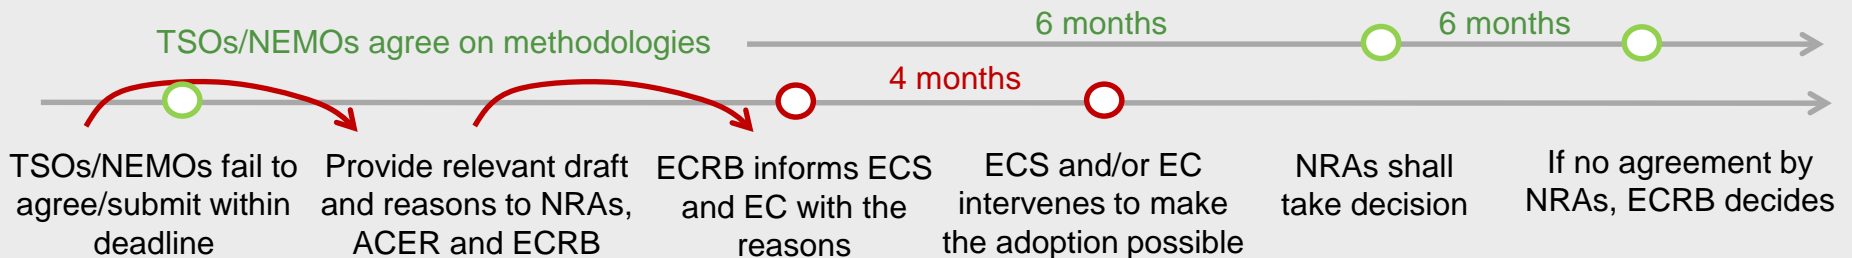 6 months
6 months
TSOs/NEMOs agree on methodologies
4 months
TSOs/NEMOs fail to
agree/submit within
deadline
Provide relevant draft
and reasons to NRAs,
ACER and ECRB
ECRB informs ECS
and EC with the
reasons
ECS and/or EC
intervenes to make
the adoption possible
NRAs shall
take decision
If no agreement by
NRAs, ECRB decides